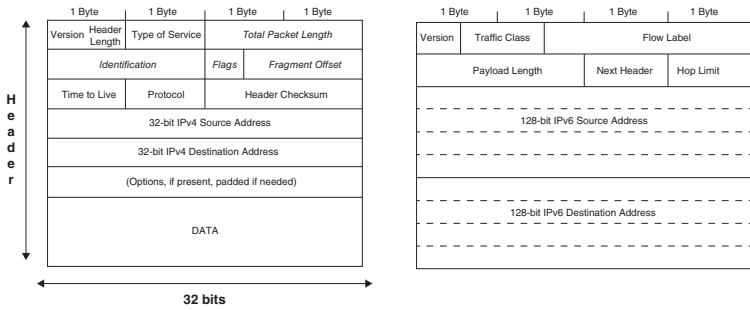 1 Byte 1 Byte 1 Byte 1 Byte
Version Header Length Type of Service Total Packet Length
Identification Flags Fragment Offset
Time to Live Protocol Header Checksum
32-bit IPv4 Source Address
32-bit IPv4 Destination Address
(Options, if present, padded if needed)
DATA
Header
32 bits
1 Byte 1 Byte 1 Byte 1 Byte
Version Traffic Class Flow Label
Payload Length Next Header Hop Limit
128-bit IPv6 Source Address
128-bit IPv6 Destination Address